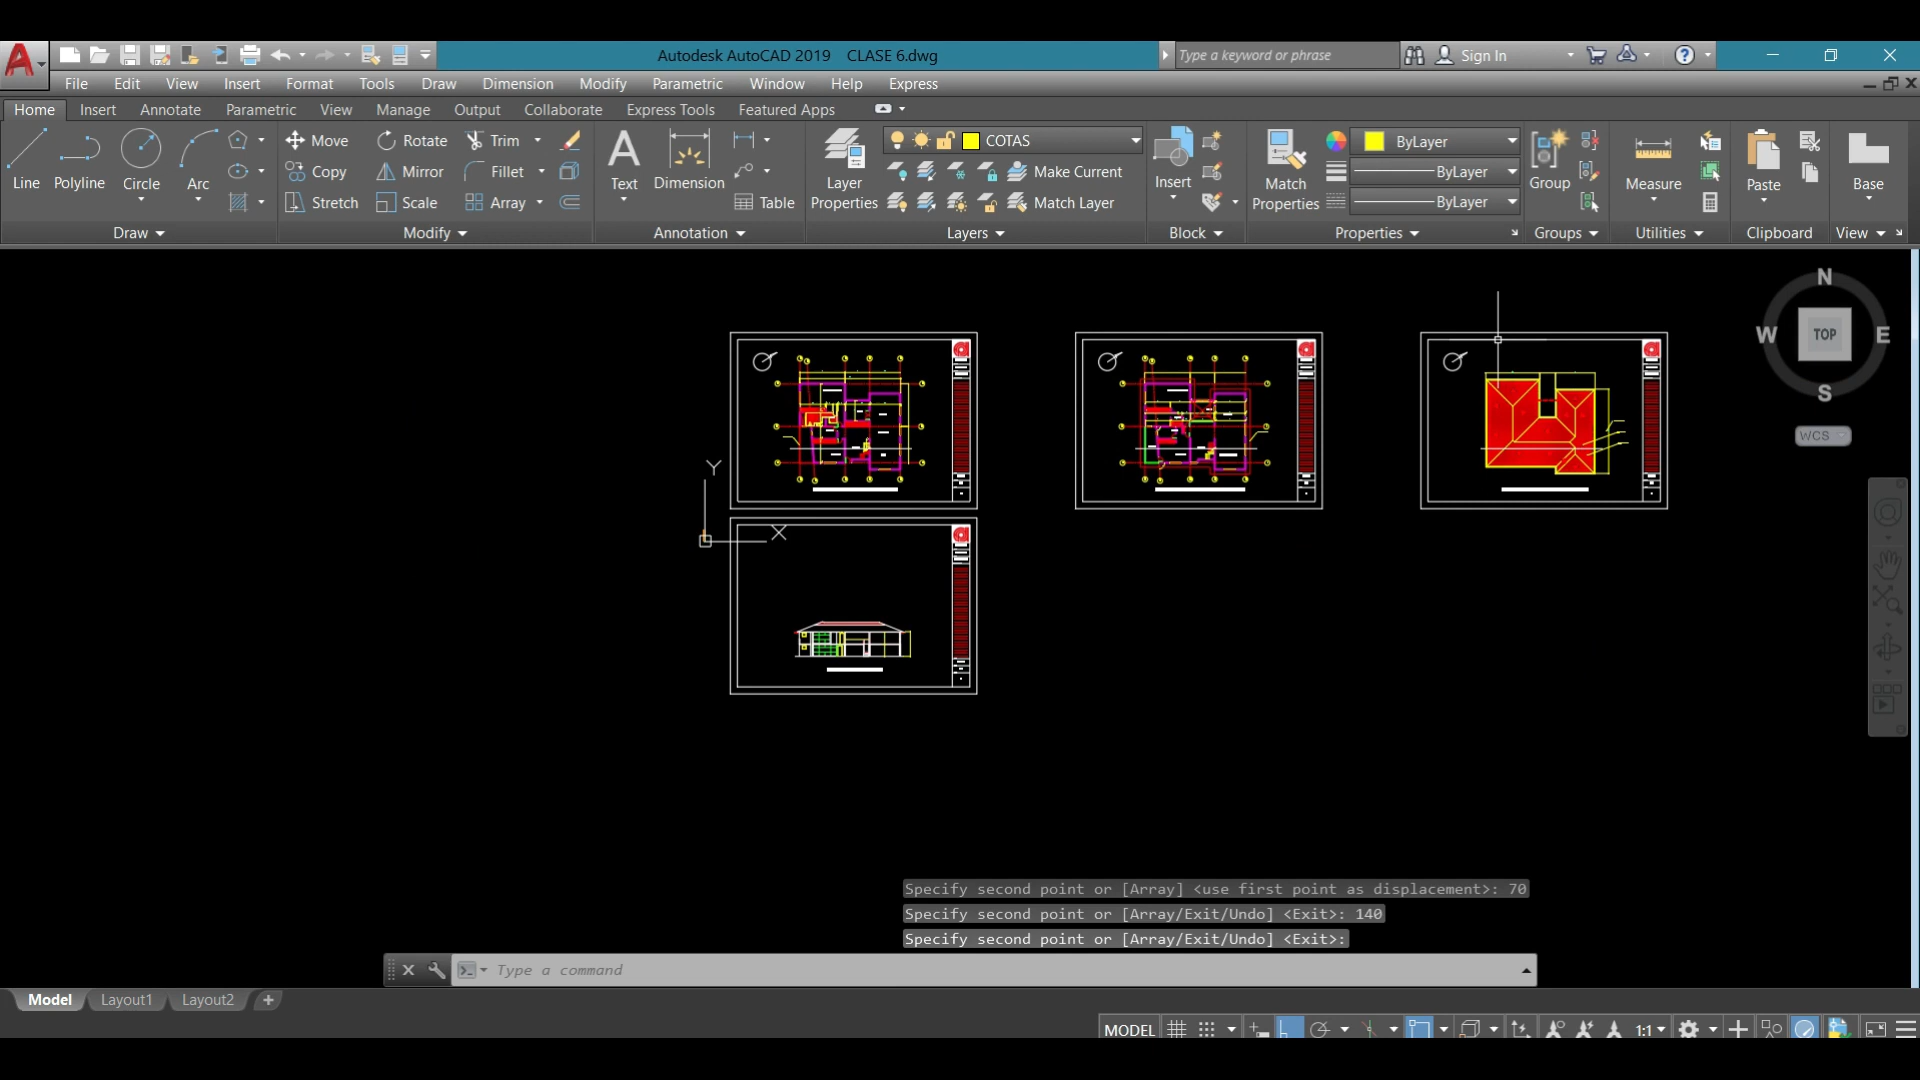 Autodesk AutoCAD 2019 CLASE 6.dwg
Type a keyword or phrase
Sign In
File Edit View Insert Format Tools Draw Dimension Modify Parametric Window Help Express
Home Insert Annotate Parametric View Manage Output Collaborate Express Tools Featured Apps
Move Rotate Trim COTAS ByLayer
Copy Mirror Fillet Make Current ByLayer
Line Polyline Circle Arc Text Dimension Layer Properties Insert Match Properties Group Measure Paste Base
Stretch Scale Array Table Match Layer ByLayer
Draw Modify Annotation Layers Block Properties Groups Utilities Clipboard View
N
W TOP E
S
WCS
Y
X
Specify second point or [Array] <use first point as displacement>: 70
Specify second point or [Array/Exit/Undo] <Exit>: 140
Specify second point or [Array/Exit/Undo] <Exit>:
Type a command
Model Layout1 Layout2 +
MODEL 1:1